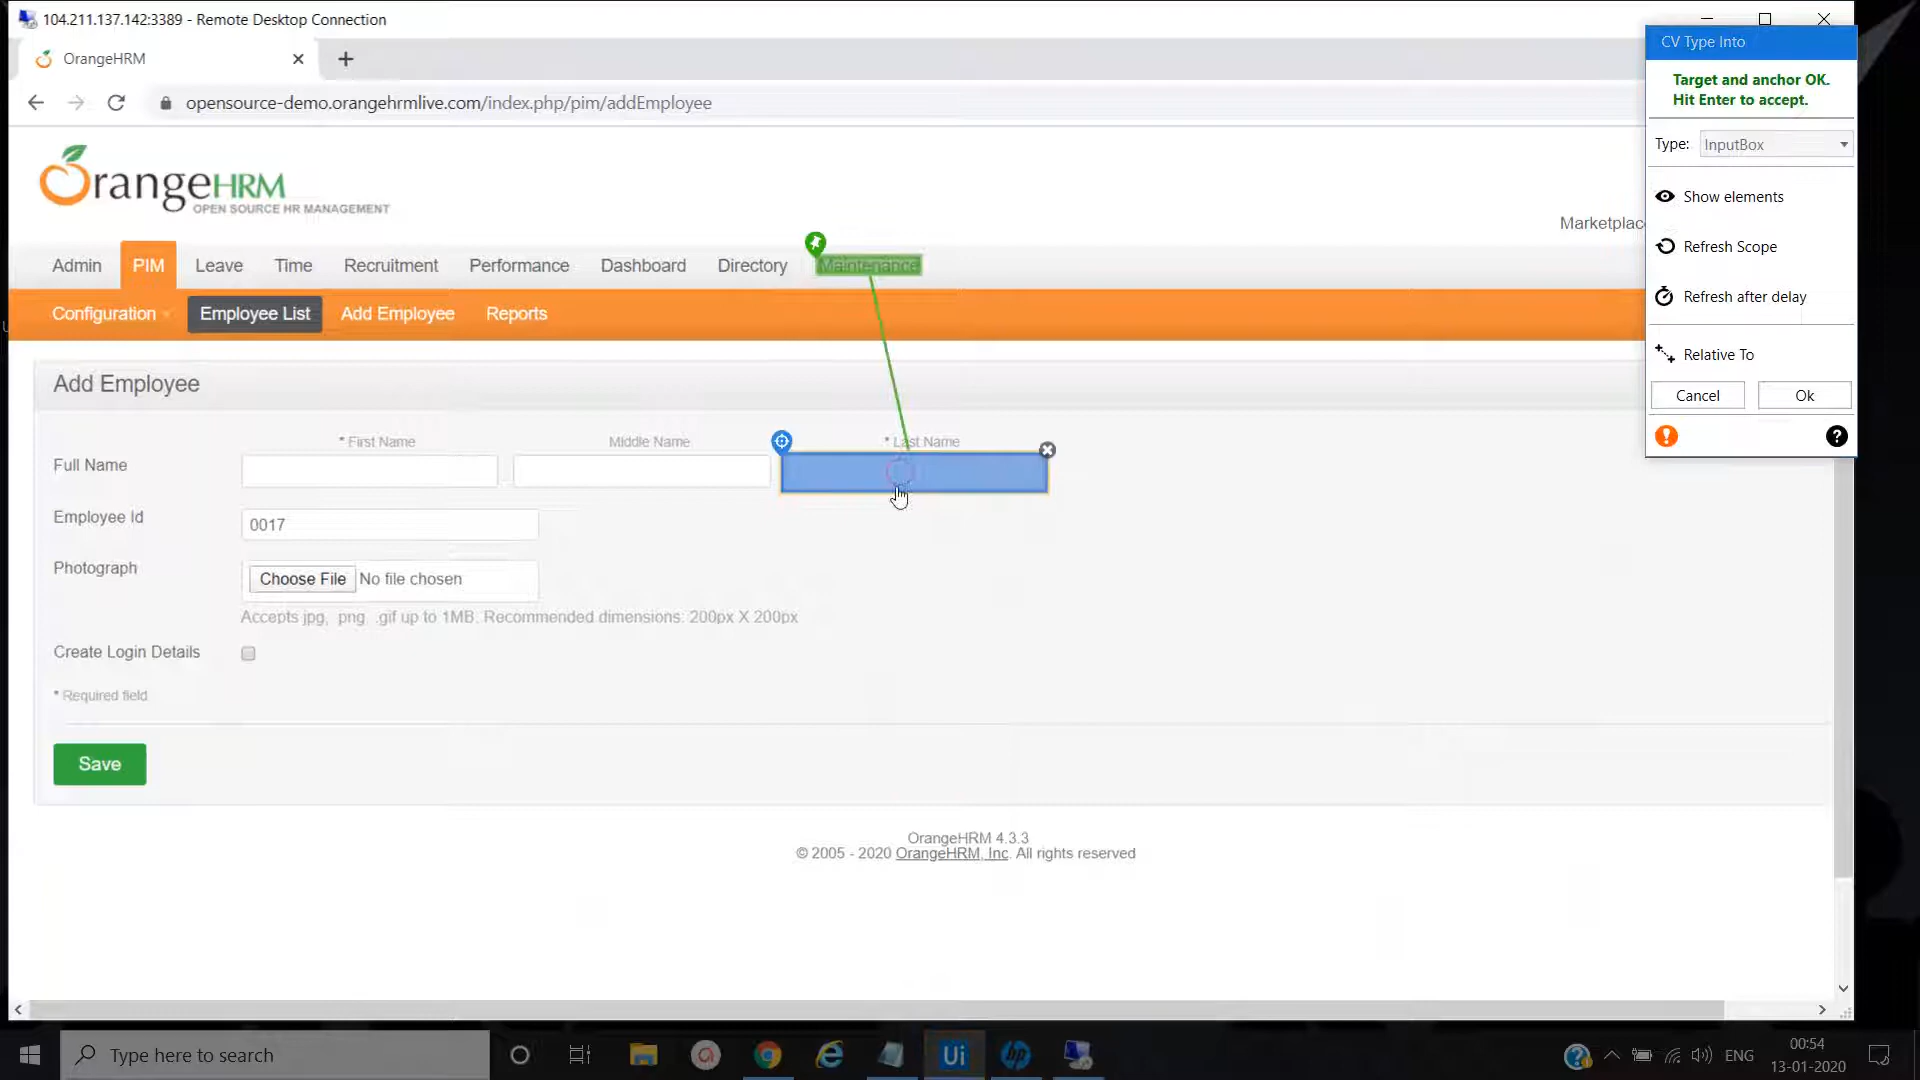 104.211.137.142:3389 - Remote Desktop Connection
OrangeHRM
opensource-demo.orangehrmlive.com/index.php/pim/addEmployee
CV Type Into
Target and anchor OK.
Hit Enter to accept.
Type: InputBox
Show elements
Refresh Scope
Refresh after delay
Relative To
Cancel Ok
OrangeHRM
OPEN SOURCE HR MANAGEMENT
Marketplac
Admin PIM Leave Time Recruitment Performance Dashboard Directory Maintenance
Configuration Employee List Add Employee Reports
Add Employee
* First Name Middle Name * Last Name
Full Name
Employee Id 0017
Photograph Choose File No file chosen
Accepts jpg, .png, .gif up to 1MB. Recommended dimensions: 200px X 200px
Create Login Details
* Required field
Save
OrangeHRM 4.3.3
© 2005 - 2020 OrangeHRM, Inc. All rights reserved
Type here to search
Ui
hp
ENG
00:54
13-01-2020